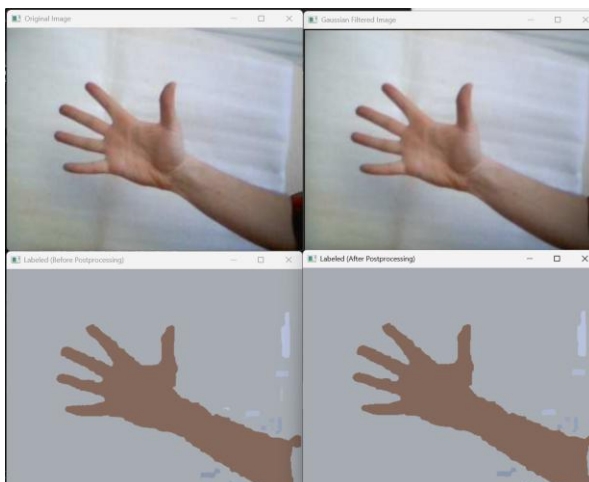 Original Image
Gaussian Filtered Image
Labeled (Before Postprocessing)
Labeled (After Postprocessing)